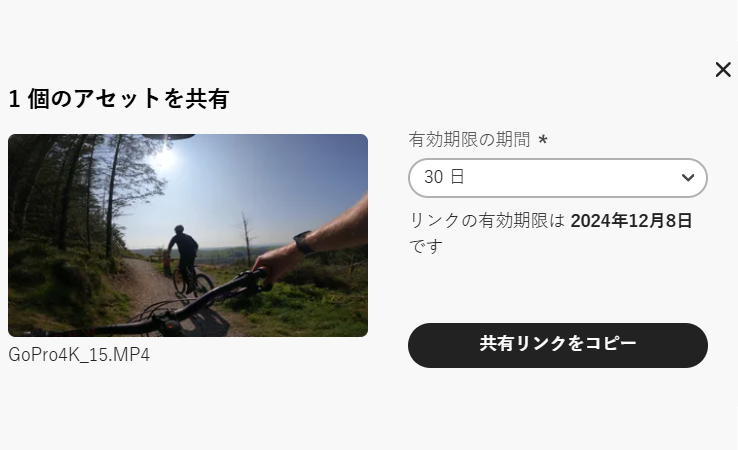 1 個のアセットを共有
有効期限の期間 *
30 日
リンクの有効期限は 2024年12月8日
です
共有リンクをコピー
GoPro4K_15.MP4